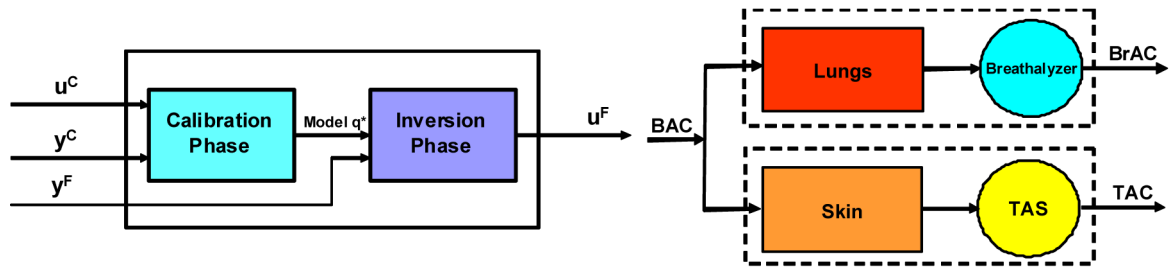 u^C
y^C
y^F
Calibration
Phase
Model q*
Inversion
Phase
u^F
BAC
Lungs
Breathalyzer
BrAC
Skin
TAS
TAC